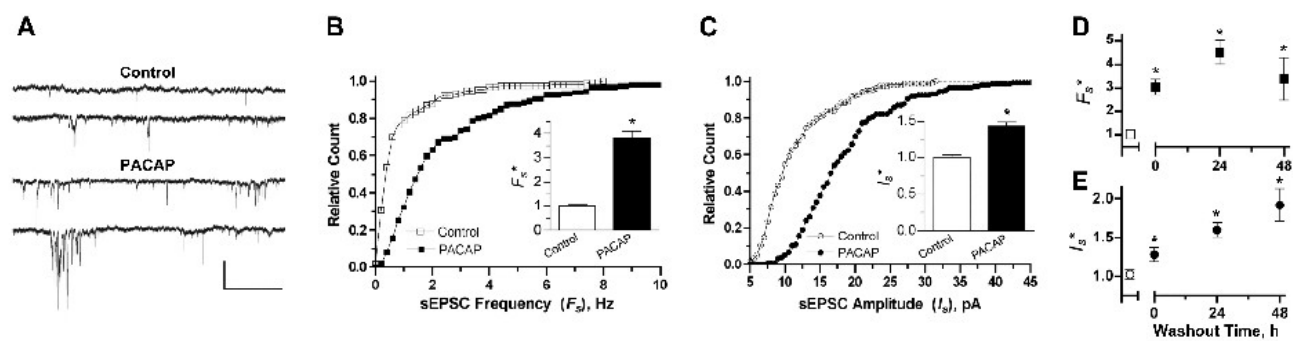 A
Control
PACAP
B
Relative Count
1.0
0.8
0.6
0.4
0.2
0.0
0
2
4
6
8
10
sEPSC Frequency (Fs), Hz
Control
PACAP
Fs*
4
3
2
1
0
*
Control
PACAP
C
Relative Count
1.0
0.8
0.6
0.4
0.2
0.0
5
10
15
20
25
30
35
40
45
sEPSC Amplitude (Is), pA
Control
PACAP
Is*
1.5
1.0
0.5
0.0
*
Control
PACAP
D
Fs*
5
4
3
2
1
*
*
*
0
24
48
E
Is*
2.0
1.5
1.0
*
*
*
0
24
48
Washout Time, h